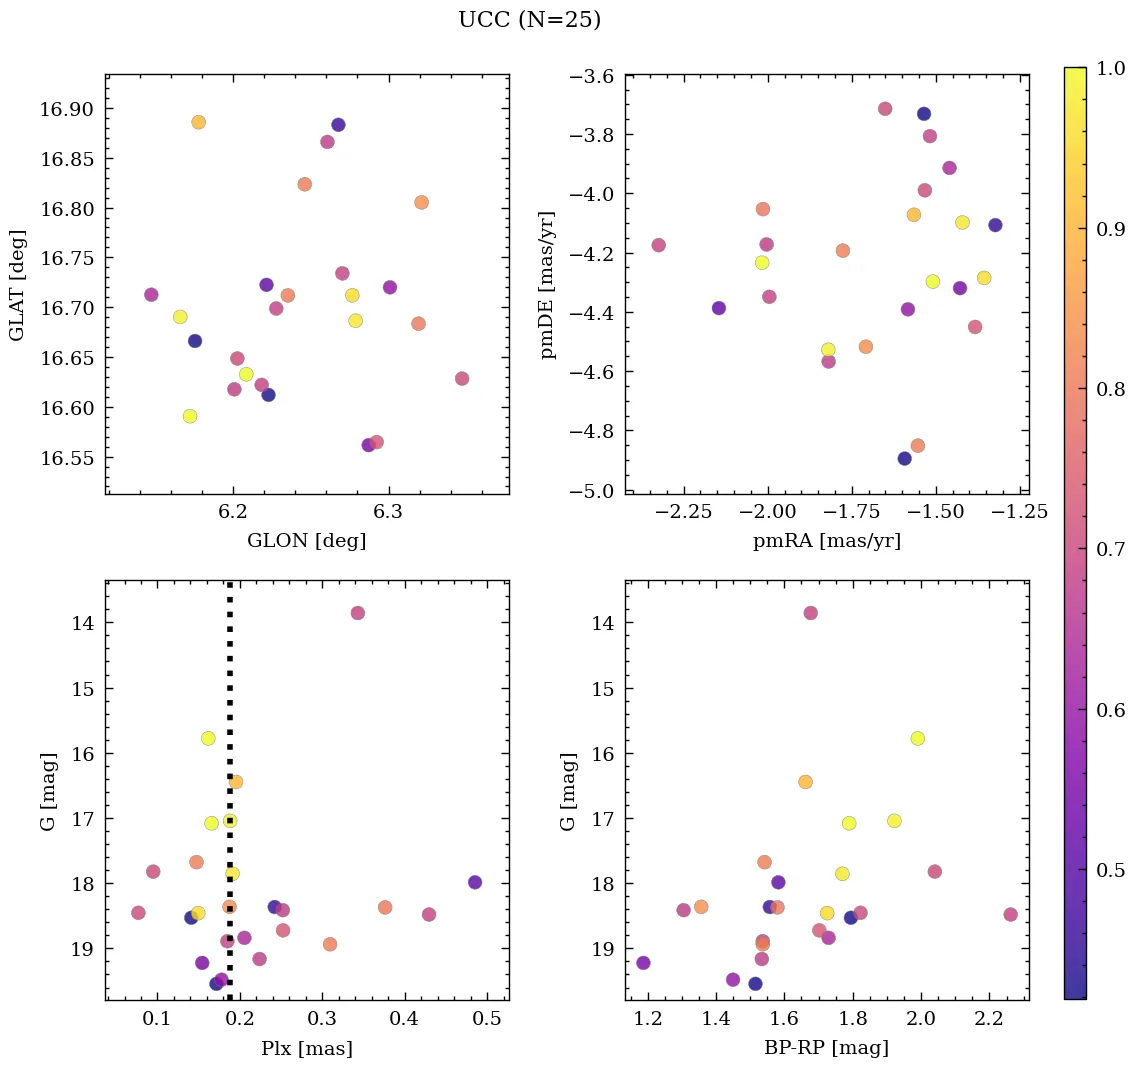 UCC (N=25)
16.90
16.85
16.80
16.75
16.70
16.65
16.60
16.55
GLAT [deg]
6.2 6.3
GLON [deg]
−3.6
−3.8
−4.0
−4.2
−4.4
−4.6
−4.8
−5.0
pmDE [mas/yr]
−2.25 −2.00 −1.75 −1.50 −1.25
pmRA [mas/yr]
14
15
16
17
18
19
G [mag]
0.1 0.2 0.3 0.4 0.5
Plx [mas]
14
15
16
17
18
19
G [mag]
1.2 1.4 1.6 1.8 2.0 2.2
BP-RP [mag]
1.0
0.9
0.8
0.7
0.6
0.5